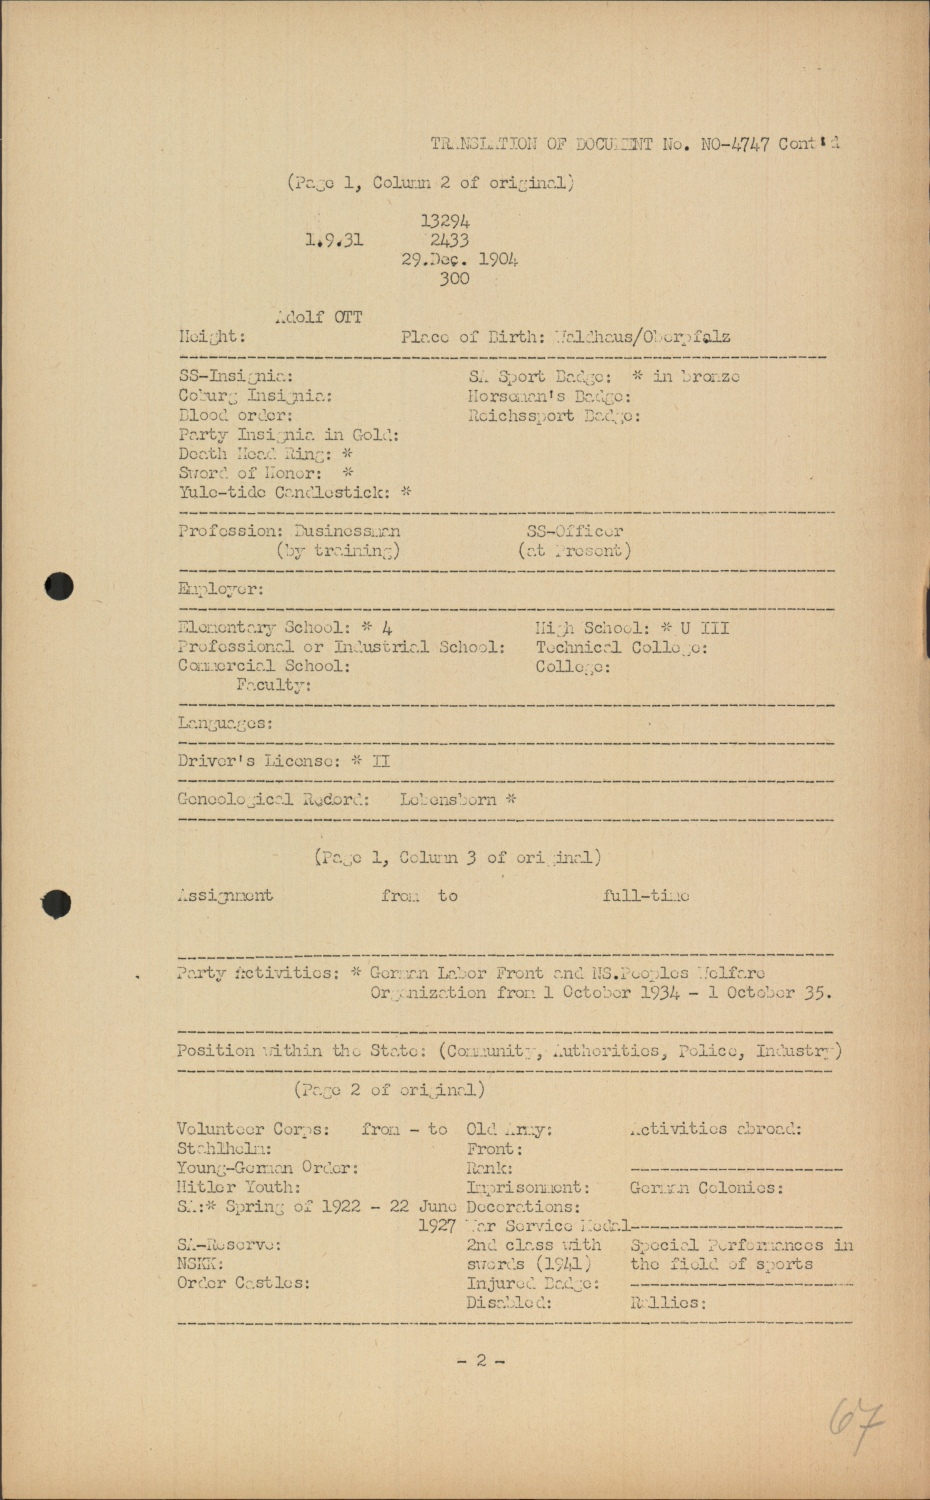 TRANSLATION OF DOCUMENT No. NO-4747 Cont'd
(Page 1, Column 2 of original)
13294
1.9.31 2433
29.Dec. 1904
300
Adolf OTT
Height: Place of Birth: Waldhaus/Oberpfalz
SS-Insignia: SA Sport Badge: * in bronze
Coburg Insignia: Horseman's Badge:
Blood order: Reichssport Badge:
Party Insignia in Gold:
Death Head Ring: *
Sword of Honor: *
Yule-tide Candlestick: *
Profession: Businessman SS-Officer
(by training) (at Present)
Employer:
Elementary School: * 4 High School: * U III
Professional or Industrial School: Technical College:
Commercial School: College:
Faculty:
Languages:
Driver's License: * II
Geneological Redord: Lebensborn *
(Page 1, Column 3 of original)
Assignment from to full-time
Party Activities: * German Labor Front and NS.Peoples Welfare
Organization from 1 October 1934 - 1 October 35.
Position within the State: (Community, Authorities, Police, Industry)
(Page 2 of original)
Volunteer Corps: from - to Old Army: Activities abroad:
Stahlhelm: Front:
Young-German Order: Rank:
Hitler Youth: Imprisonment: German Colonies:
SA:* Spring of 1922 - 22 June Decorations:
1927 War Service Medal
SA-Reserve: 2nd class with Special Performances in
NSKK: swords (1941) the field of sports
Order Castles: Injured Badge:
Disabled: Rallies:
- 2 -
67